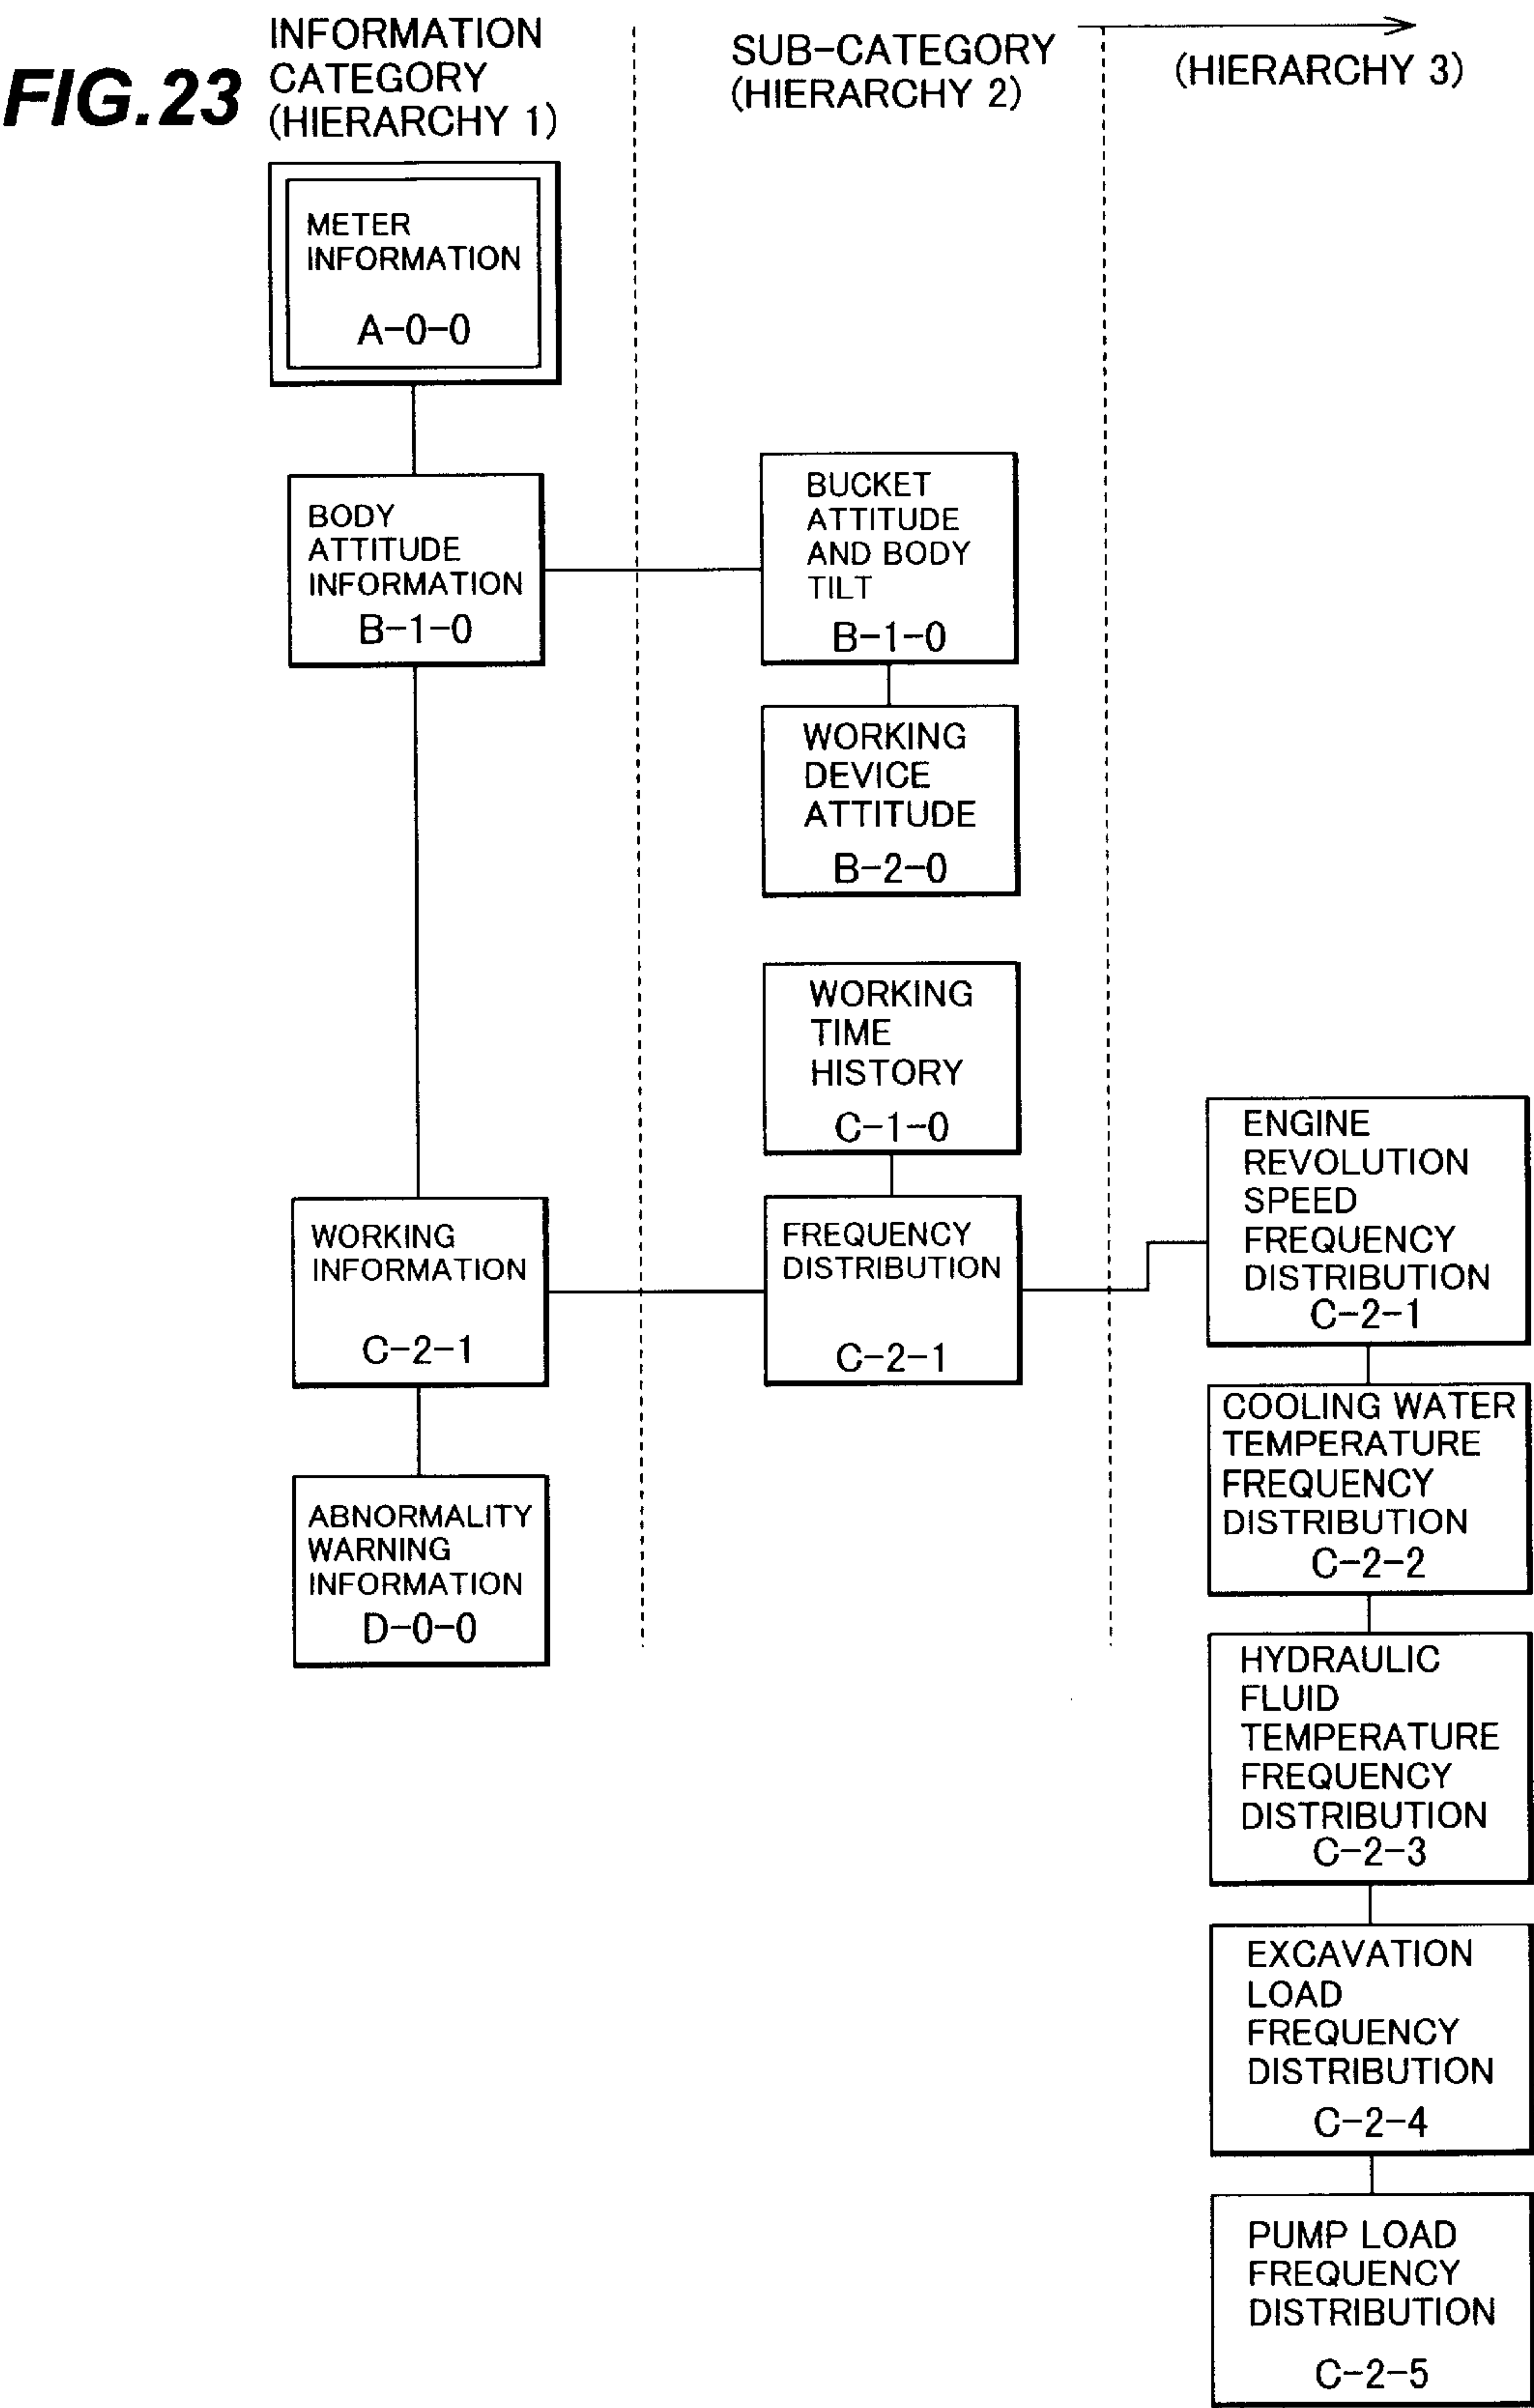 FIG.23
INFORMATION
CATEGORY
(HIERARCHY 1)
SUB-CATEGORY
(HIERARCHY 2)
(HIERARCHY 3)
METER
INFORMATION
A-0-0
BODY
ATTITUDE
INFORMATION
B-1-0
BUCKET
ATTITUDE
AND BODY
TILT
B-1-0
WORKING
DEVICE
ATTITUDE
B-2-0
WORKING
TIME
HISTORY
C-1-0
WORKING
INFORMATION
C-2-1
FREQUENCY
DISTRIBUTION
C-2-1
ENGINE
REVOLUTION
SPEED
FREQUENCY
DISTRIBUTION
C-2-1
COOLING WATER
TEMPERATURE
FREQUENCY
DISTRIBUTION
C-2-2
ABNORMALITY
WARNING
INFORMATION
D-0-0
HYDRAULIC
FLUID
TEMPERATURE
FREQUENCY
DISTRIBUTION
C-2-3
EXCAVATION
LOAD
FREQUENCY
DISTRIBUTION
C-2-4
PUMP LOAD
FREQUENCY
DISTRIBUTION
C-2-5